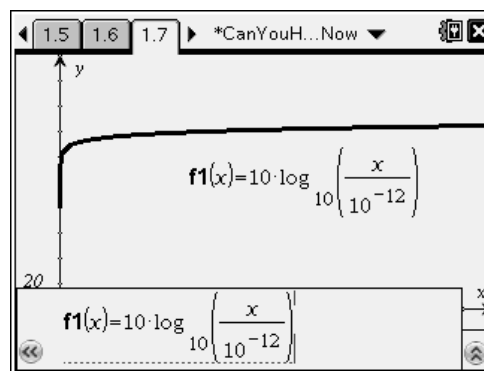 1.5 1.6 1.7 *CanYouH...Now
y
f1(x)=10·log₁₀(x/10⁻¹²)
20
x
f1(x)=10·log₁₀(x/10⁻¹²)